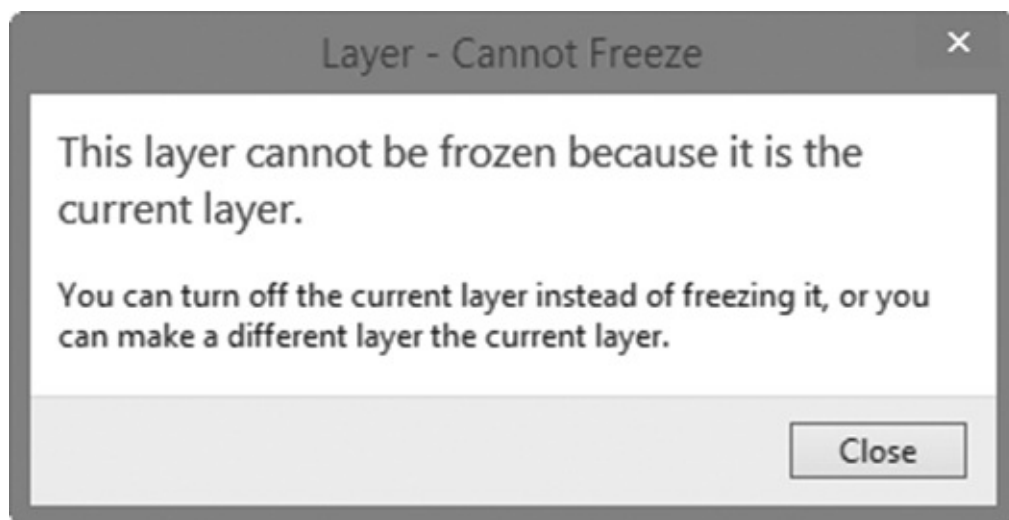 Layer - Cannot Freeze
This layer cannot be frozen because it is the
current layer.
You can turn off the current layer instead of freezing it, or you
can make a different layer the current layer.
Close